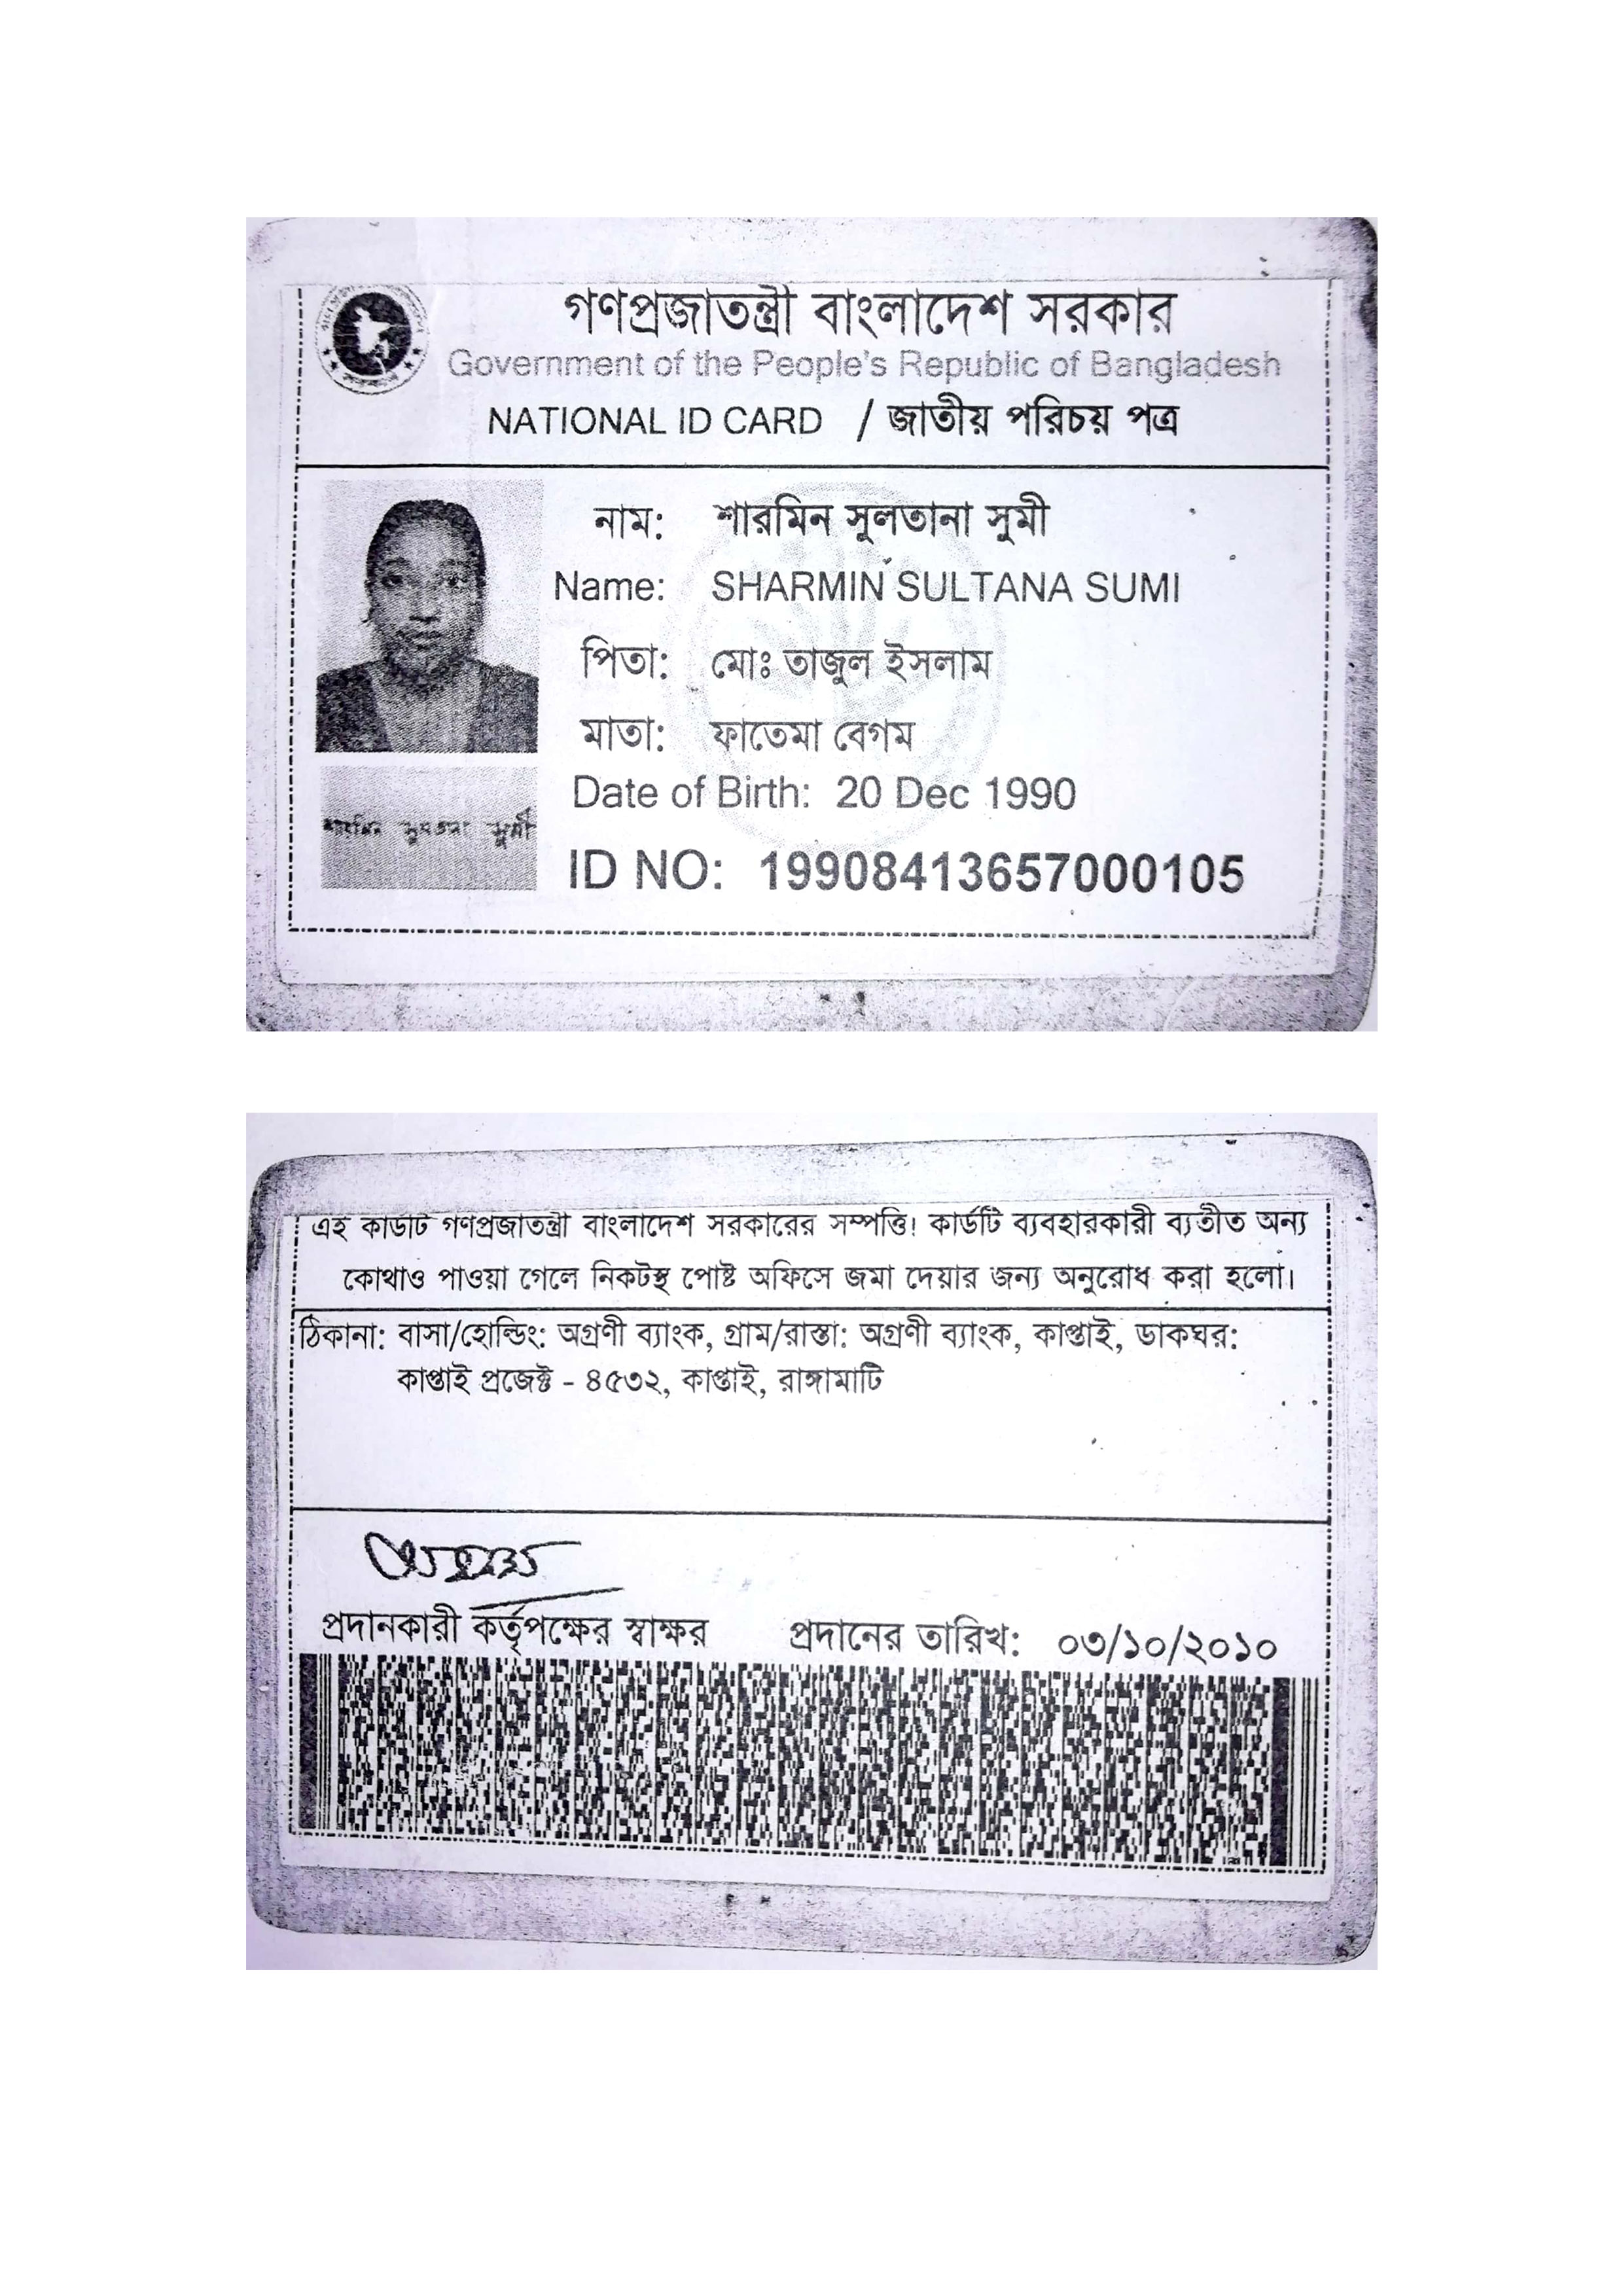 গণপ্রজাতন্ত্রী বাংলাদেশ সরকার
Government of the People's Republic of Bangladesh
NATIONAL ID CARD / জাতীয় পরিচয় পত্র
নাম: শারমিন সুলতানা সুমী
Name: SHARMIN SULTANA SUMI
পিতা: মোঃ তাজুল ইসলাম
মাতা: ফাতেমা বেগম
Date of Birth: 20 Dec 1990
শারমিন সুলতানা সুমী
ID NO: 19908413657000105
এই কার্ডটি গণপ্রজাতন্ত্রী বাংলাদেশ সরকারের সম্পত্তি। কার্ডটি ব্যবহারকারী ব্যতীত অন্য
কোথাও পাওয়া গেলে নিকটস্থ পোষ্ট অফিসে জমা দেয়ার জন্য অনুরোধ করা হলো।
ঠিকানা: বাসা/হোল্ডিং: অগ্রণী ব্যাংক, গ্রাম/রাস্তা: অগ্রণী ব্যাংক, কাপ্তাই, ডাকঘর:
কাপ্তাই প্রজেক্ট - ৪৫৩২, কাপ্তাই, রাঙ্গামাটি
প্রদানকারী কর্তৃপক্ষের স্বাক্ষর প্রদানের তারিখ: ০৩/১০/২০১০